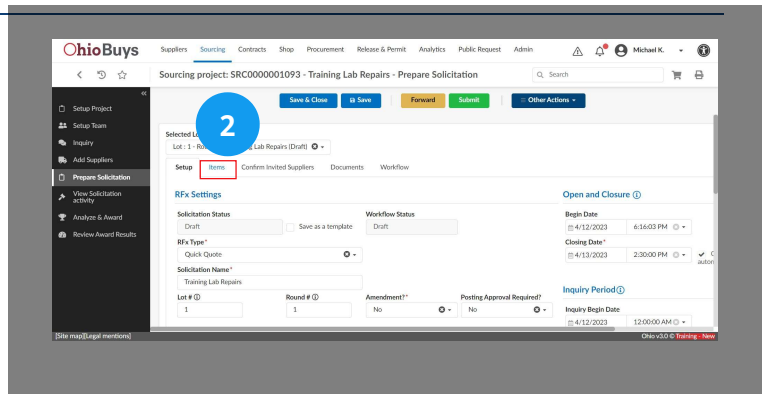 OhioBuys
Suppliers Sourcing Contracts Shop Procurement Release & Permit Analytics Public Request Admin
Michael K.
Sourcing project: SRC0000001093 - Training Lab Repairs - Prepare Solicitation
Search
Save & Close Save Forward Submit Other Actions
Setup Project
Setup Team
Inquiry
Add Suppliers
Prepare Solicitation
View Solicitation activity
Analyze & Award
Review Award Results
2
Selected
Lot : 1 - Lab Repairs (Draft)
Setup Items Confirm Invited Suppliers Documents Workflow
RFx Settings
Open and Closure
Solicitation Status Workflow Status Begin Date
Draft Save as a template Draft 4/12/2023 6:16:03 PM
RFx Type* Closing Date*
Quick Quote 4/13/2023 2:30:00 PM
Solicitation Name*
Training Lab Repairs
Inquiry Period
Lot # Round # Amendment?* Posting Approval Required? Inquiry Begin Date
1 1 No No 4/12/2023 12:00:00 AM
[Site map][Legal mentions] Ohio v3.0 © Training - New